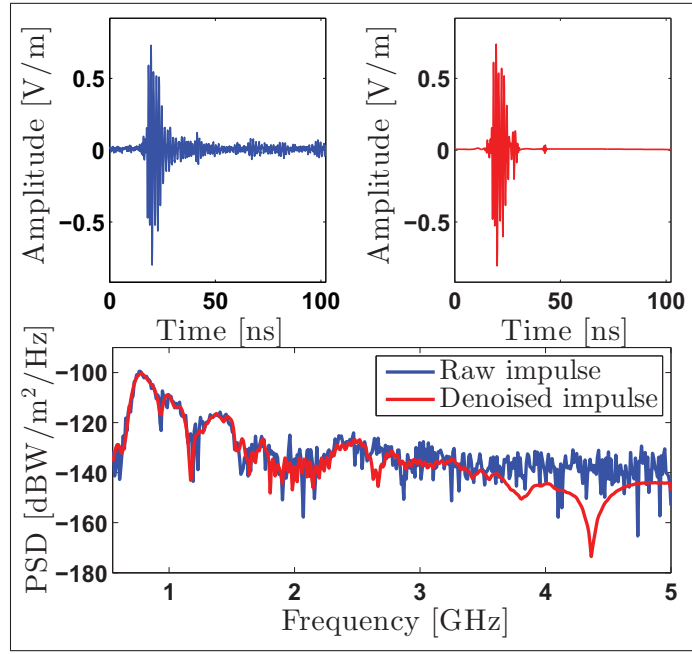 Amplitude [V/m]
0.5
0
−0.5
0
50
100
Time [ns]
Amplitude [V/m]
0.5
0
−0.5
0
50
100
Time [ns]
PSD [dBW/m²/Hz]
−100
−120
−140
−160
−180
Raw impulse
Denoised impulse
1
2
3
4
5
Frequency [GHz]